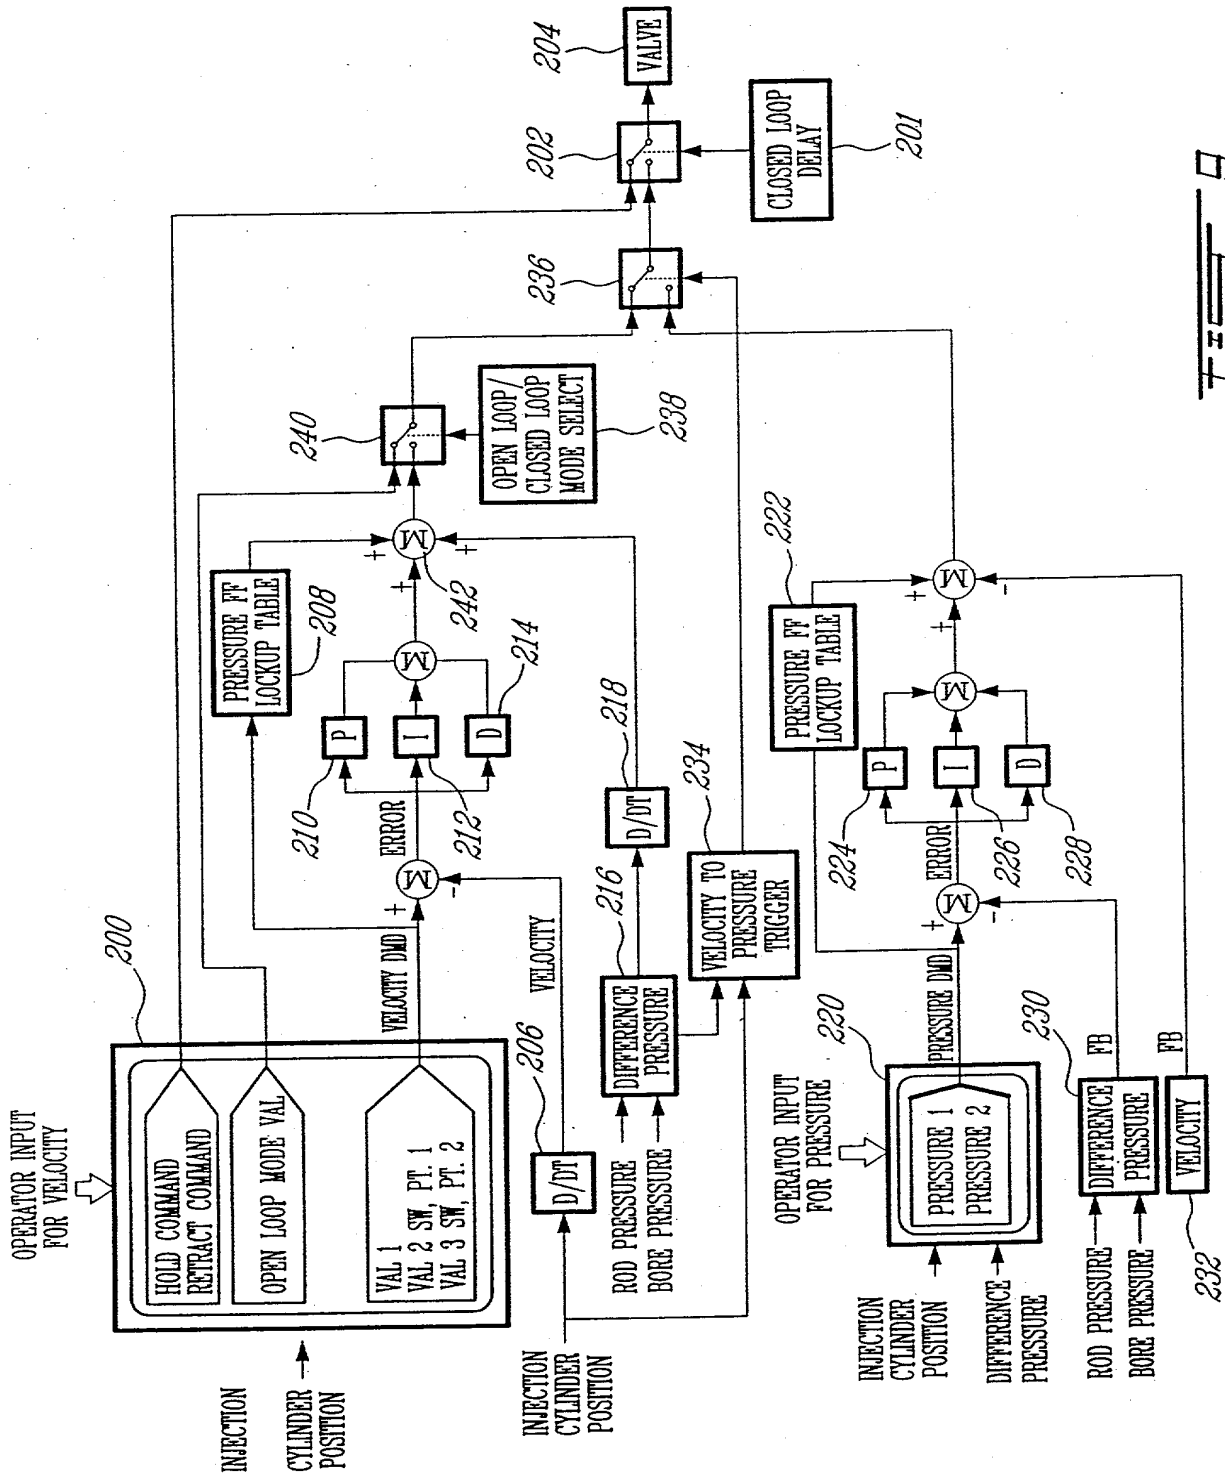 OPERATOR INPUT
FOR VELOCITY
200
HOLD COMMAND
RETRACT COMMAND
OPEN LOOP MODE VAL
VAL 1
VAL 2 SW, PT. 1
VAL 3 SW, PT. 2
INJECTION
CYLINDER
POSITION
VELOCITY DMD
+
-
M
ERROR
210
P
212
I
D
214
M
PRESSURE FF
LOCKUP TABLE
208
+
+
+
M
242
240
OPEN LOOP/
CLOSED LOOP
MODE SELECT
238
INJECTION
CYLINDER
POSITION
206
D/DT
VELOCITY
ROD PRESSURE
BORE PRESSURE
216
DIFFERENCE
PRESSURE
218
D/DT
234
VELOCITY TO
PRESSURE
TRIGGER
236
202
204
VALVE
CLOSED LOOP
DELAY
201
OPERATOR INPUT
FOR PRESSURE
220
PRESSURE 1
PRESSURE 2
INJECTION
CYLINDER
POSITION
DIFFERENCE
PRESSURE
PRESSURE DMD
+
-
M
ERROR
224
P
226
I
228
D
M
222
PRESSURE FF
LOCKUP TABLE
+
+
-
M
ROD PRESSURE
BORE PRESSURE
230
DIFFERENCE
PRESSURE
FB
232
VELOCITY
FB
Fig 9